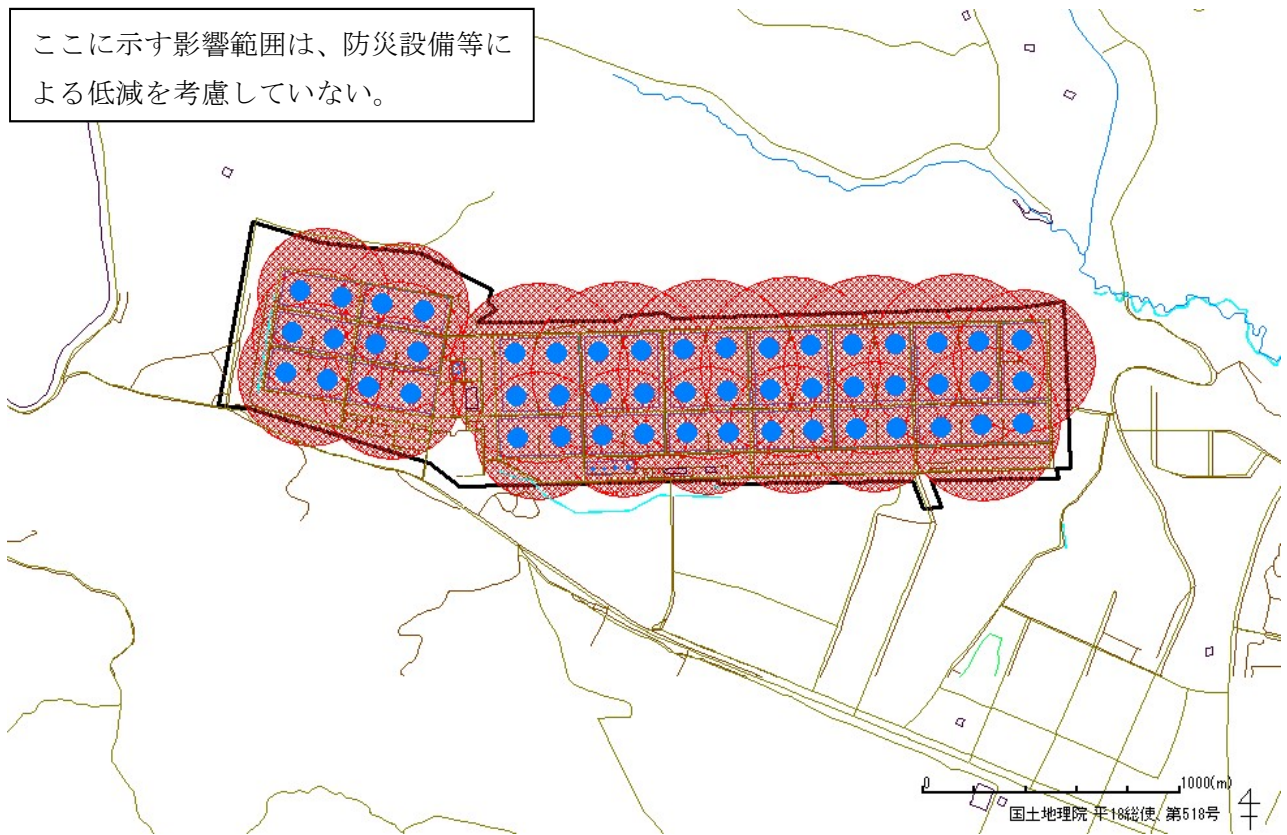 ここに示す影響範囲は、防災設備等に
よる低減を考慮していない。
0 1000(m)
国土地理院 平18総使、第518号